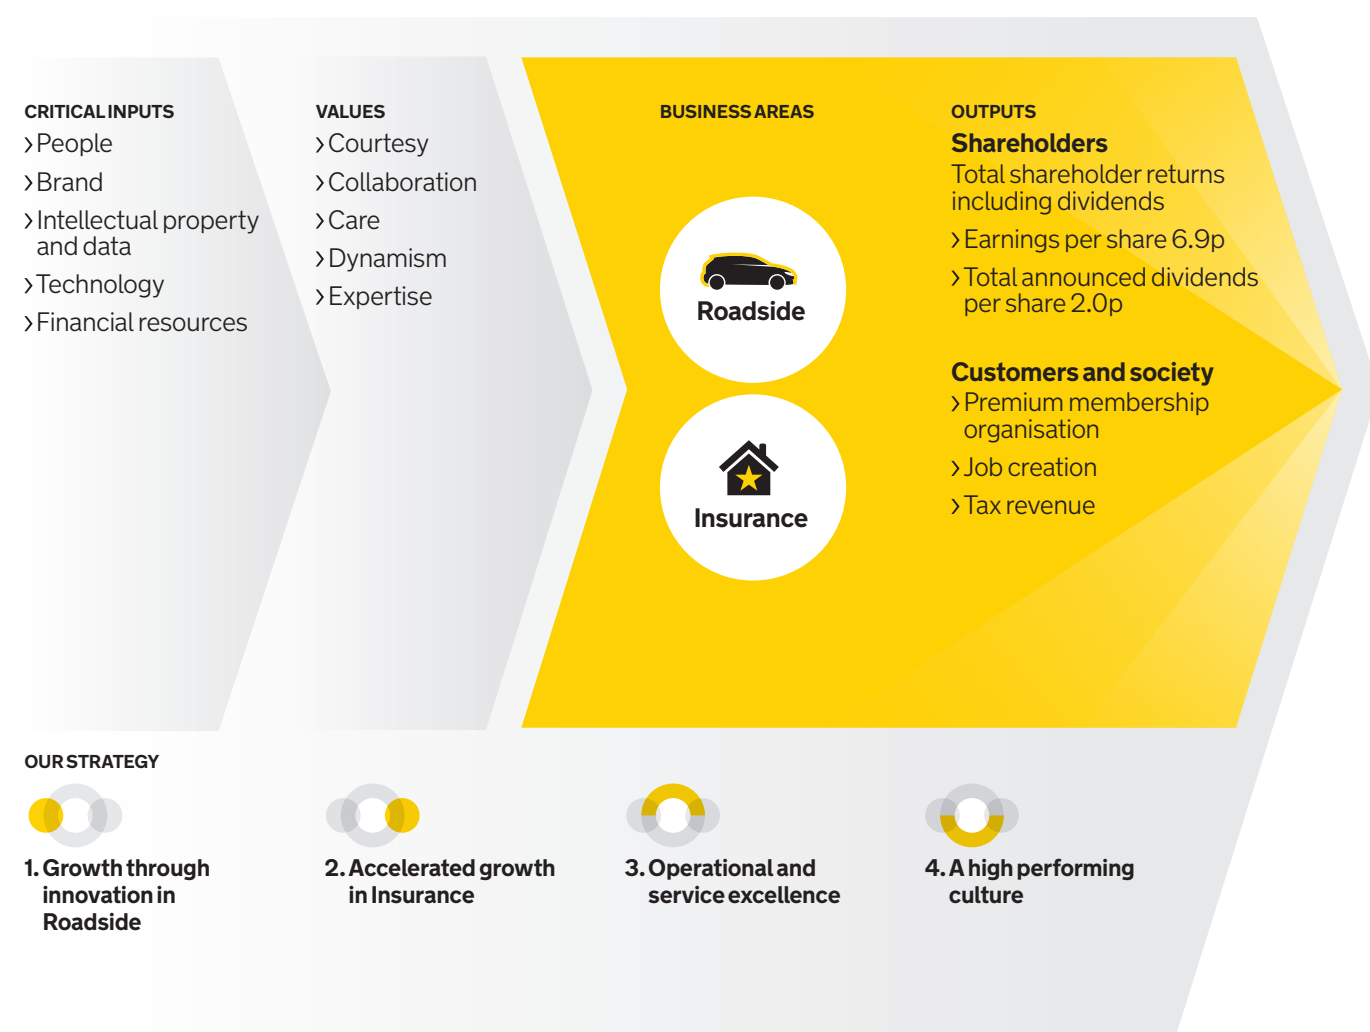 CRITICAL INPUTS
› People
› Brand
› Intellectual property
and data
› Technology
› Financial resources
VALUES
› Courtesy
› Collaboration
› Care
› Dynamism
› Expertise
BUSINESS AREAS
Roadside
Insurance
OUTPUTS
Shareholders
Total shareholder returns
including dividends
› Earnings per share 6.9p
› Total announced dividends
per share 2.0p
Customers and society
› Premium membership
organisation
› Job creation
› Tax revenue
OUR STRATEGY
1. Growth through
innovation in
Roadside
2. Accelerated growth
in Insurance
3. Operational and
service excellence
4. A high performing
culture